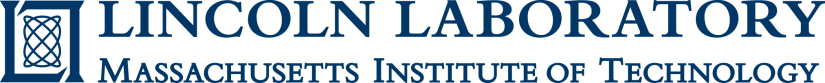 LINCOLN LABORATORY
MASSACHUSETTS INSTITUTE OF TECHNOLOGY